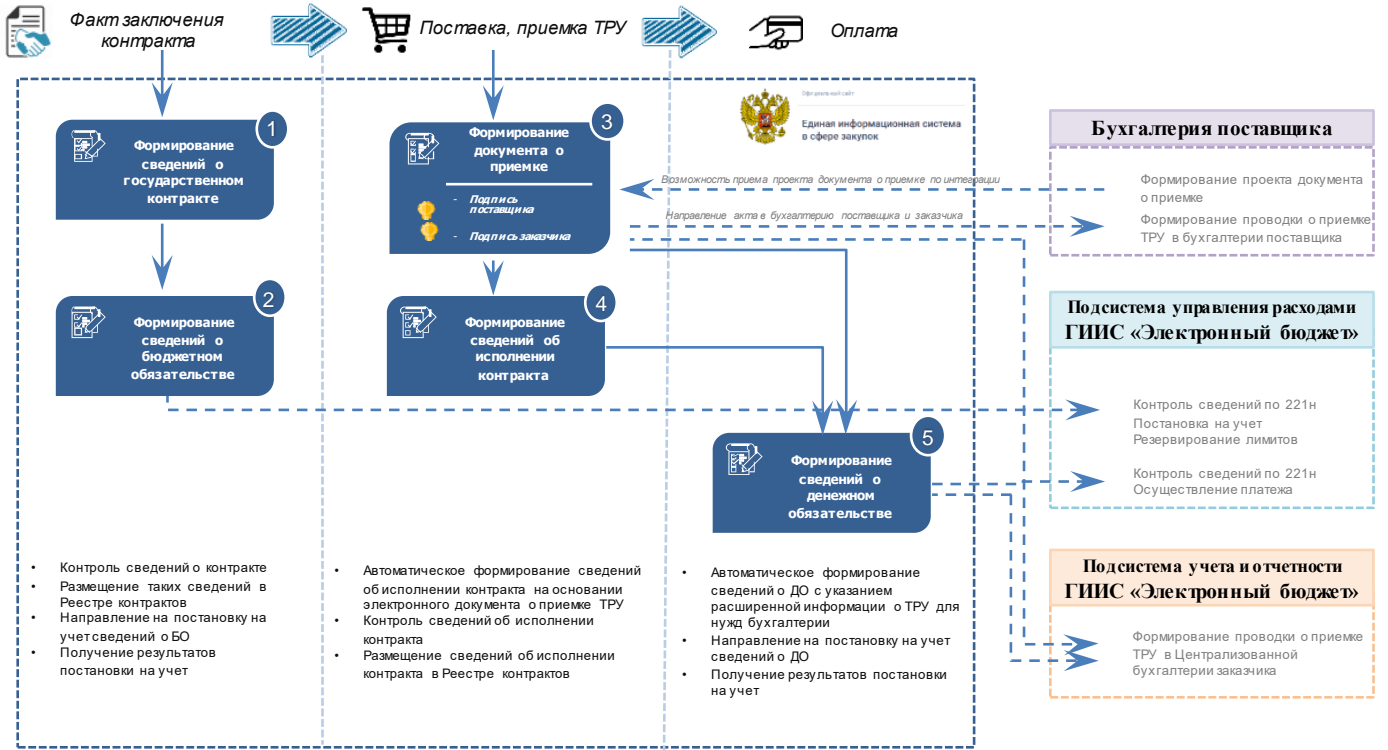 Факт заключения
контракта
Поставка, приемка ТРУ
Оплата
1
Формирование
сведений о
государственном
контракте
2
Формирование
сведений о
бюджетном
обязательстве
• Контроль сведений о контракте
• Размещение таких сведений в
Реестре контрактов
• Направление на постановку на
учет сведений о БО
• Получение результатов
постановки на учет
3
Формирование
документа о
приемке
- Подпись
поставщика
- Подпись заказчика
4
Формирование
сведений об
исполнении
контракта
• Автоматическое формирование сведений
об исполнении контракта на основании
электронного документа о приемке ТРУ
• Контроль сведений об исполнении
контракта
• Размещение сведений об исполнении
контракта в Реестре контрактов
Официальный сайт
Единая информационная система
в сфере закупок
Возможность приема проекта документа о приемке по интеграции
Направление акта в бухгалтерию поставщика и заказчика
5
Формирование
сведений о
денежном
обязательстве
• Автоматическое формирование
сведений о ДО с указанием
расширенной информации о ТРУ для
нужд бухгалтерии
• Направление на постановку на учет
сведений о ДО
• Получение результатов постановки
на учет
Бухгалтерия поставщика
Формирование проекта документа
о приемке
Формирование проводки о приемке
ТРУ в бухгалтерии поставщика
Подсистема управления расходами
ГИИС «Электронный бюджет»
Контроль сведений по 221н
Постановка на учет
Резервирование лимитов
Контроль сведений по 221н
Осуществление платежа
Подсистема учета и отчетности
ГИИС «Электронный бюджет»
Формирование проводки о приемке
ТРУ в Централизованной
бухгалтерии заказчика